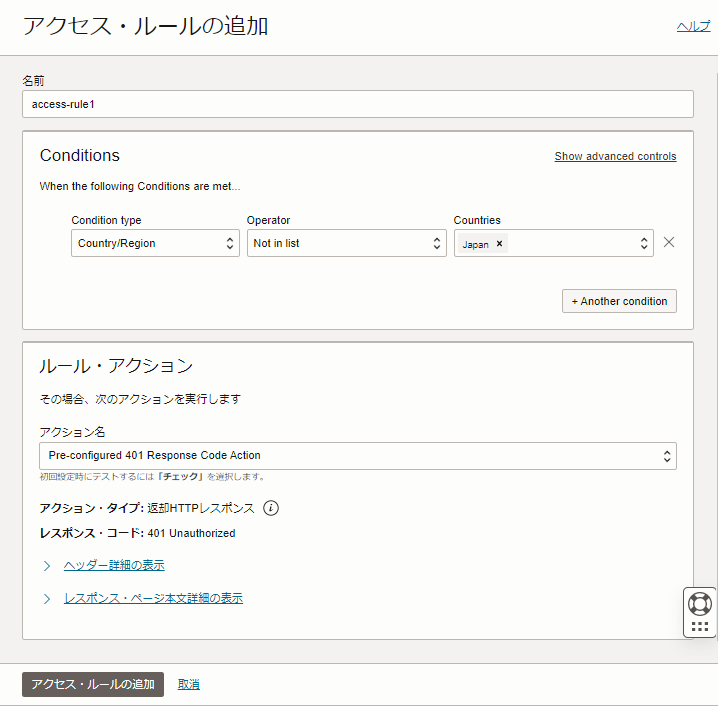 アクセス・ルールの追加
ヘルプ
名前
access-rule1
Conditions
Show advanced controls
When the following Conditions are met...
Condition type
Operator
Countries
Country/Region
Not in list
Japan ×
+ Another condition
ルール・アクション
その場合、次のアクションを実行します
アクション名
Pre-configured 401 Response Code Action
初回設定時にテストするには「チェック」を選択します。
アクション・タイプ: 返却HTTPレスポンス
レスポンス・コード: 401 Unauthorized
ヘッダー詳細の表示
レスポンス・ページ本文詳細の表示
アクセス・ルールの追加
取消